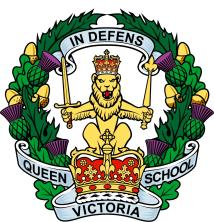 IN DEFENS
QUEEN VICTORIA SCHOOL